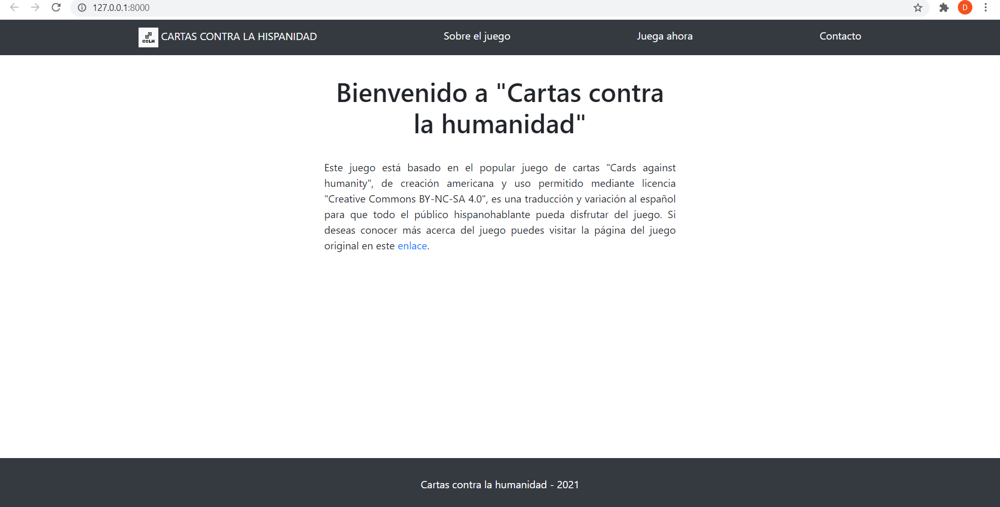 127.0.0.1:8000
D
CCLH
CARTAS CONTRA LA HISPANIDAD
Sobre el juego
Juega ahora
Contacto
Bienvenido a "Cartas contra
la humanidad"
Este juego está basado en el popular juego de cartas "Cards against
humanity", de creación americana y uso permitido mediante licencia
"Creative Commons BY-NC-SA 4.0", es una traducción y variación al español
para que todo el público hispanohablante pueda disfrutar del juego. Si
deseas conocer más acerca del juego puedes visitar la página del juego
original en este enlace.
Cartas contra la humanidad - 2021